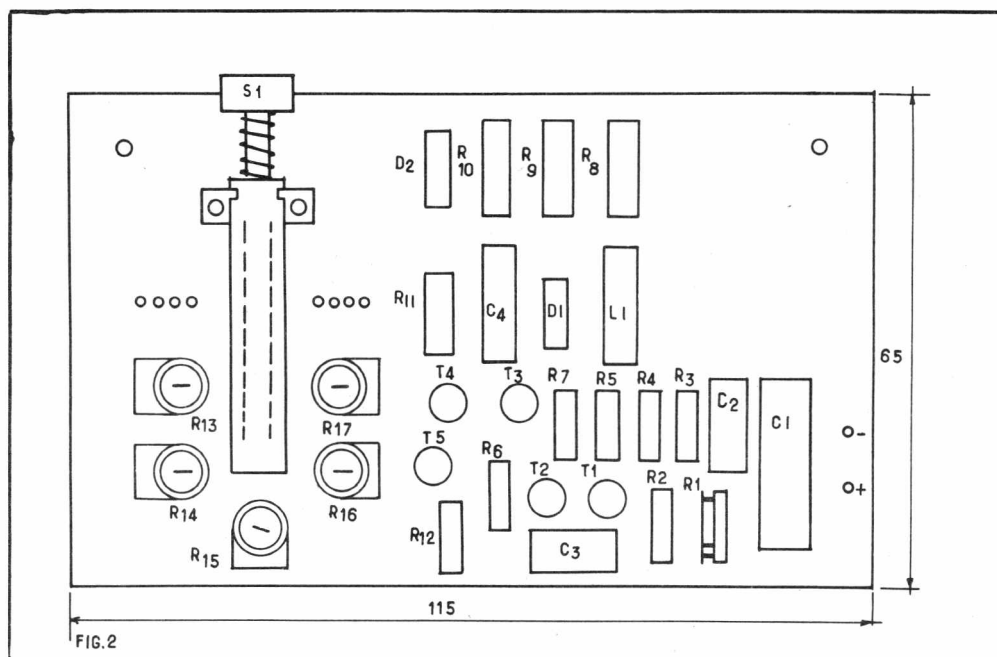 S1
D2
R
10
R
9
R
8
R11
C4
D1
L1
65
T4
T3
R7
R5
R4
R3
C2
C1
R13
R17
-
T5
R6
T2
T1
R2
R1
+
R14
R16
R15
R12
C3
115
FIG.2